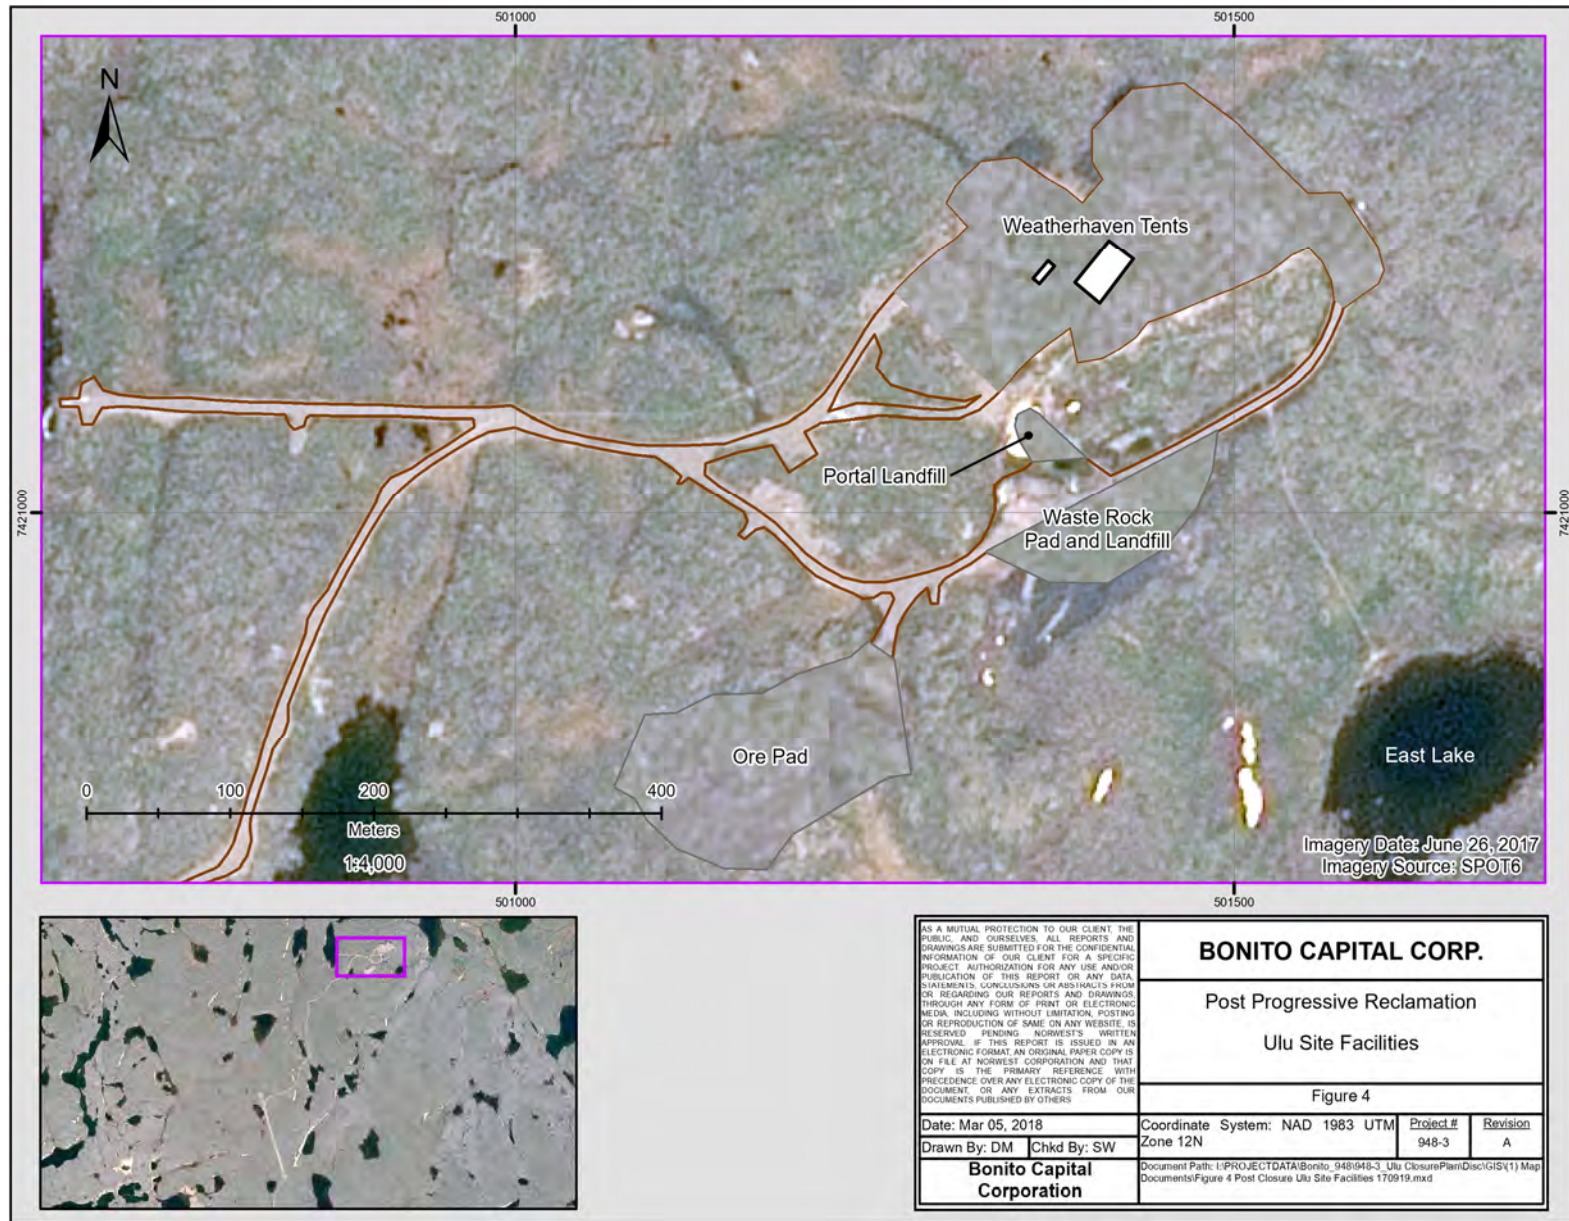 501000
501500
N
Weatherhaven Tents
Portal Landfill
7421000
7421000
Waste Rock
Pad and Landfill
Ore Pad
East Lake
0
100
200
400
Meters
1:4,000
Imagery Date: June 26, 2017
Imagery Source: SPOT6
501000
501500
AS A MUTUAL PROTECTION TO OUR CLIENT, THE
PUBLIC, AND OURSELVES, ALL REPORTS AND
DRAWINGS ARE SUBMITTED FOR THE CONFIDENTIAL
INFORMATION OF OUR CLIENT FOR A SPECIFIC
PROJECT. AUTHORIZATION FOR ANY USE AND/OR
PUBLICATION OF THIS REPORT OR ANY DATA,
STATEMENTS, CONCLUSIONS OR ABSTRACTS FROM
OR REGARDING OUR REPORTS AND DRAWINGS,
THROUGH ANY FORM OF PRINT OR ELECTRONIC
MEDIA, INCLUDING WITHOUT LIMITATION, POSTING
OR REPRODUCTION OF SAME ON ANY WEBSITE, IS
RESERVED PENDING NORWEST'S WRITTEN
APPROVAL. IF THIS REPORT IS ISSUED IN AN
ELECTRONIC FORMAT, AN ORIGINAL PAPER COPY IS
ON FILE AT NORWEST CORPORATION AND THAT
COPY IS THE PRIMARY REFERENCE WITH
PRECEDENCE OVER ANY ELECTRONIC COPY OF THE
DOCUMENT, OR ANY EXTRACTS FROM OUR
DOCUMENTS PUBLISHED BY OTHERS
BONITO CAPITAL CORP.
Post Progressive Reclamation
Ulu Site Facilities
Figure 4
Date: Mar 05, 2018
Drawn By: DM
Chkd By: SW
Coordinate System: NAD 1983 UTM
Zone 12N
Project #
948-3
Revision
A
Bonito Capital
Corporation
Document Path: I:\PROJECTDATA\Bonito_948\948-3_Ulu ClosurePlan\Disc\GIS\(1) Map
Documents\Figure 4 Post Closure Ulu Site Facilities 170919.mxd